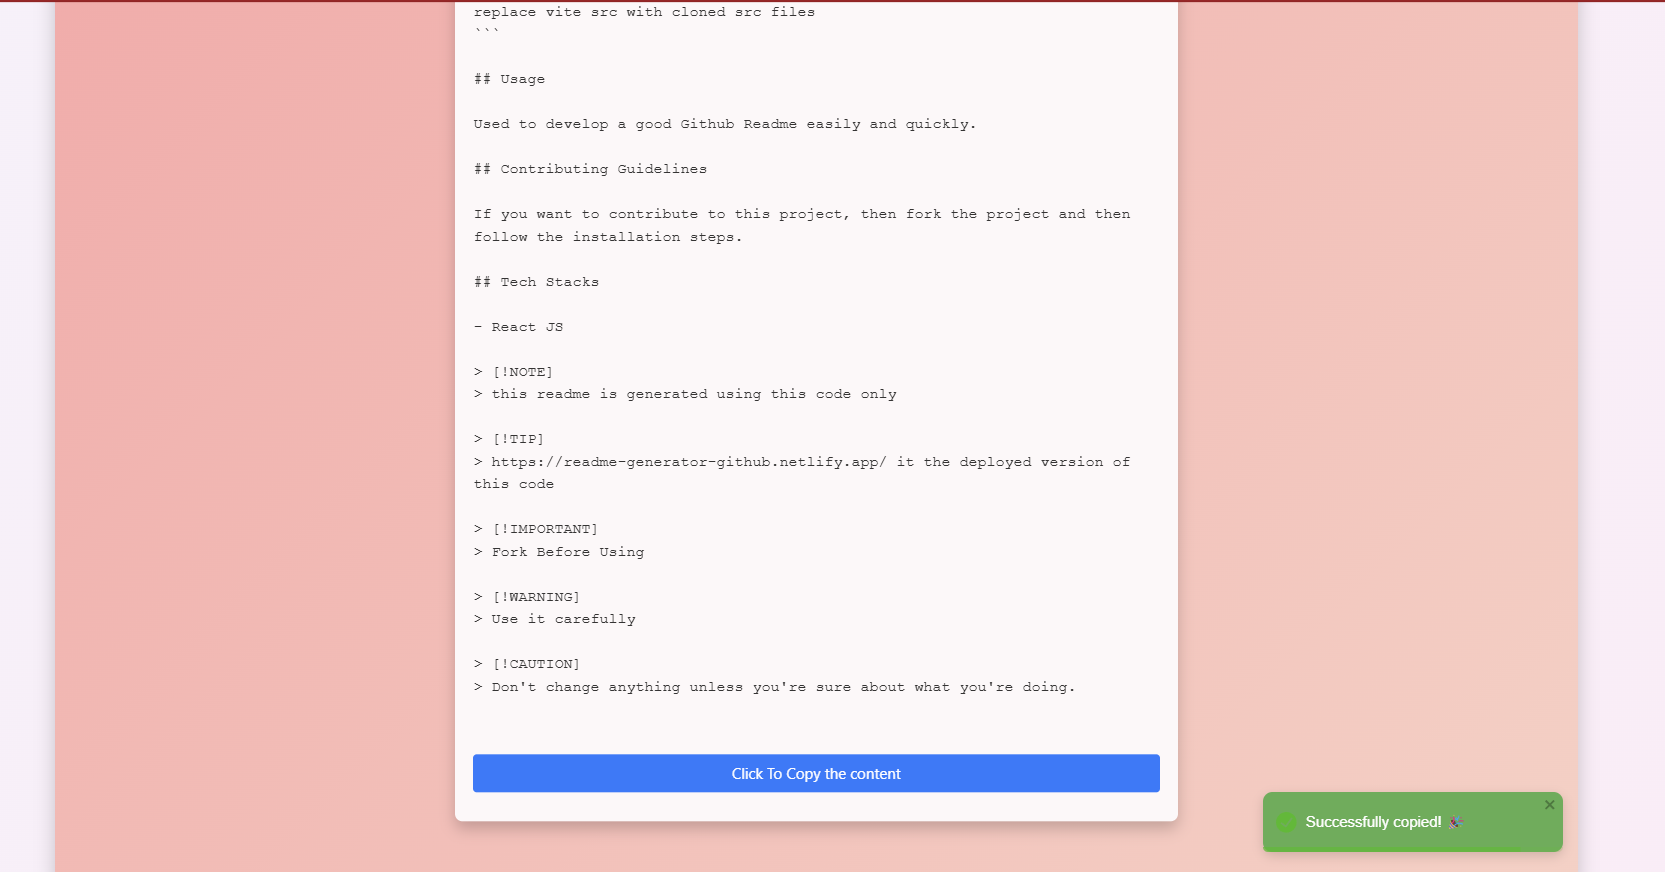 replace vite src with cloned src files
```
## Usage
Used to develop a good Github Readme easily and quickly.
## Contributing Guidelines
If you want to contribute to this project, then fork the project and then
follow the installation steps.
## Tech Stacks
- React JS
> [!NOTE]
> this readme is generated using this code only
> [!TIP]
> https://readme-generator-github.netlify.app/ it the deployed version of
this code
> [!IMPORTANT]
> Fork Before Using
> [!WARNING]
> Use it carefully
> [!CAUTION]
> Don't change anything unless you're sure about what you're doing.
Click To Copy the content
Successfully copied! 🎉